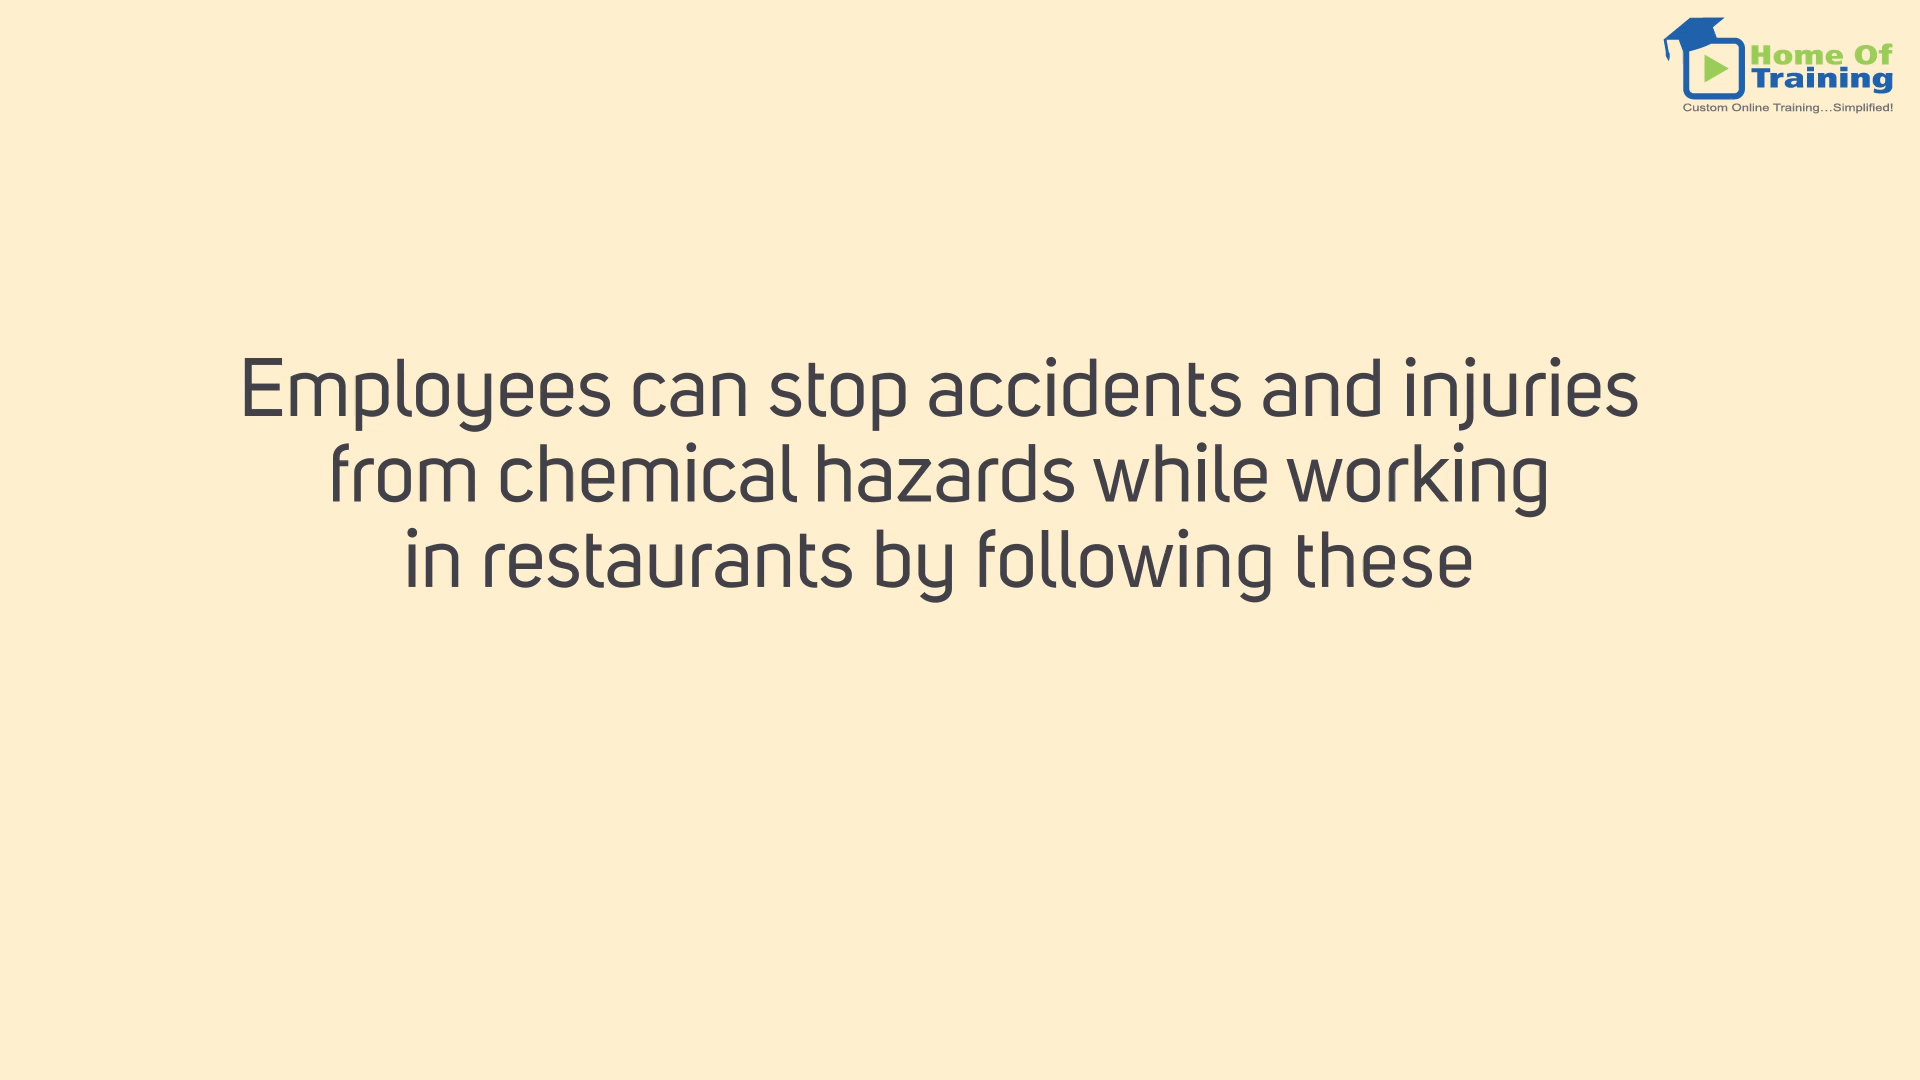 Home Of
Training
Custom Online Training...Simplified!
Employees can stop accidents and injuries
from chemical hazards while working
in restaurants by following these